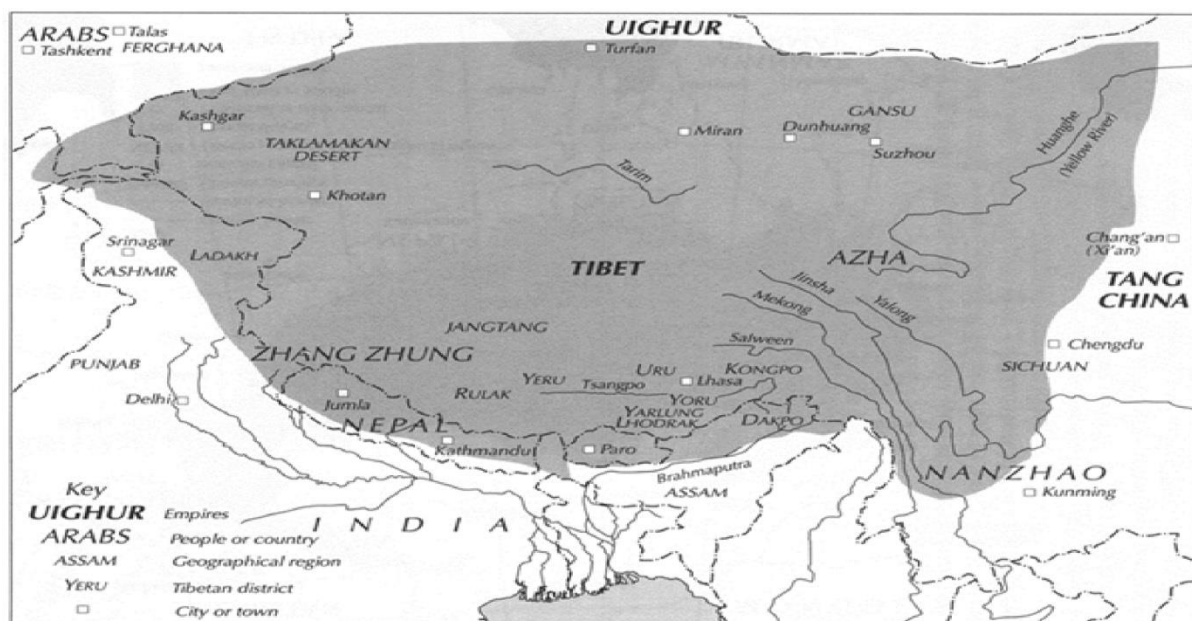 ARABS
Talas
Tashkent
FERGHANA
UIGHUR
Turfan
Kashgar
TAKLAMAKAN
DESERT
Khotan
Miran
Dunhuang
GANSU
Suzhou
Huanghe
(Yellow River)
Tarim
Srinagar
KASHMIR
LADAKH
TIBET
AZHA
Chang'an
(Xi'an)
TANG
CHINA
Jinsha
Mekong
Yalong
Salween
JANGTANG
ZHANG ZHUNG
PUNJAB
Chengdu
SICHUAN
URU
KONGPO
YERU
Tsangpo
Lhasa
RULAK
YORU
Delhi
Jumla
YARLUNG
LHODRAK
DAKPO
NEPAL
Kathmandu
Paro
Brahmaputra
ASSAM
NANZHAO
Kunming
INDIA
Key
UIGHUR Empires
ARABS People or country
ASSAM Geographical region
YERU Tibetan district
City or town